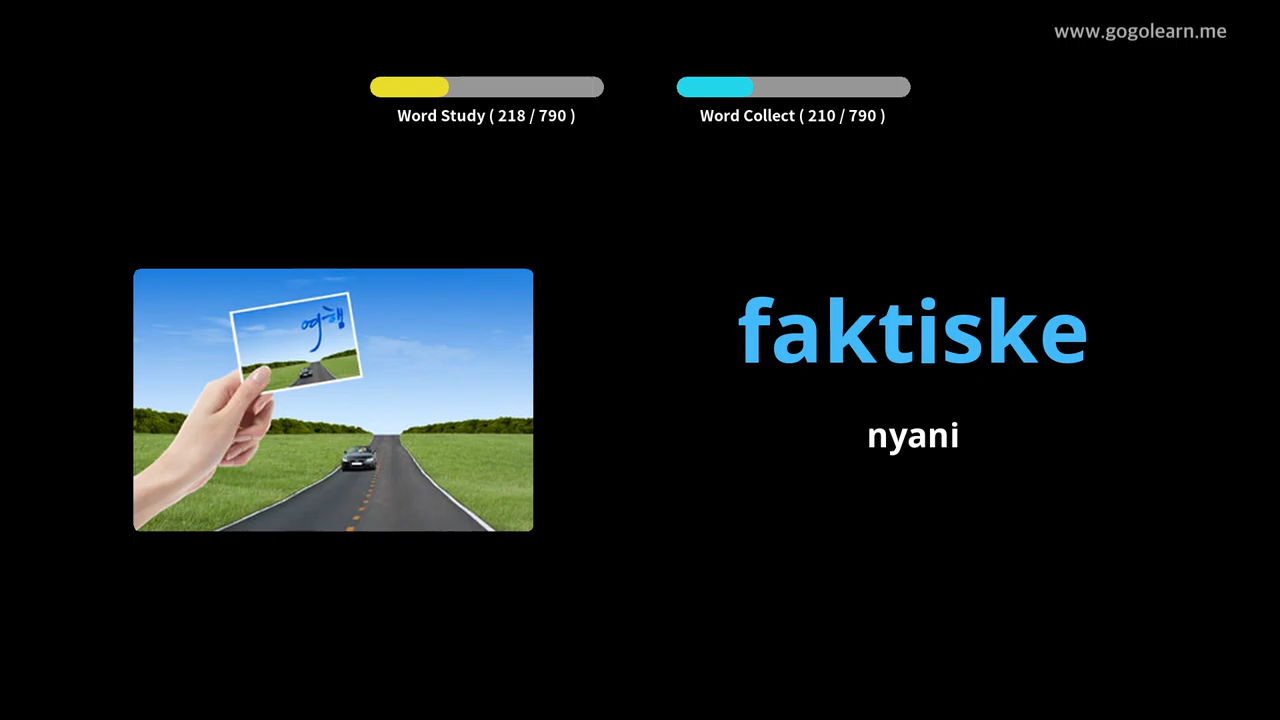 www.gogolearn.me
Word Study ( 218 / 790 )
Word Collect ( 210 / 790 )
여행
faktiske
nyani